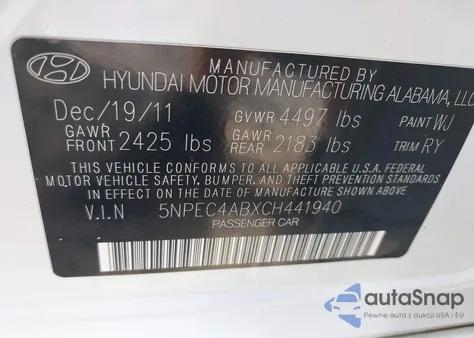 MANUFACTURED BY
HYUNDAI MOTOR MANUFACTURING ALABAMA, LLC
Dec/19/11 GVWR 4497 lbs PAINT WJ
GAWR FRONT 2425 lbs GAWR REAR 2183 lbs TRIM RY
THIS VEHICLE CONFORMS TO ALL APPLICABLE U.S.A. FEDERAL
MOTOR VEHICLE SAFETY, BUMPER, AND THEFT PREVENTION STANDARDS
IN EFFECT ON THE DATE OF MANUFACTURE SHOWN ABOVE.
V.I.N 5NPEC4ABXCH441940
PASSENGER CAR
autoSnap
Pewne auta z aukcji USA i EU